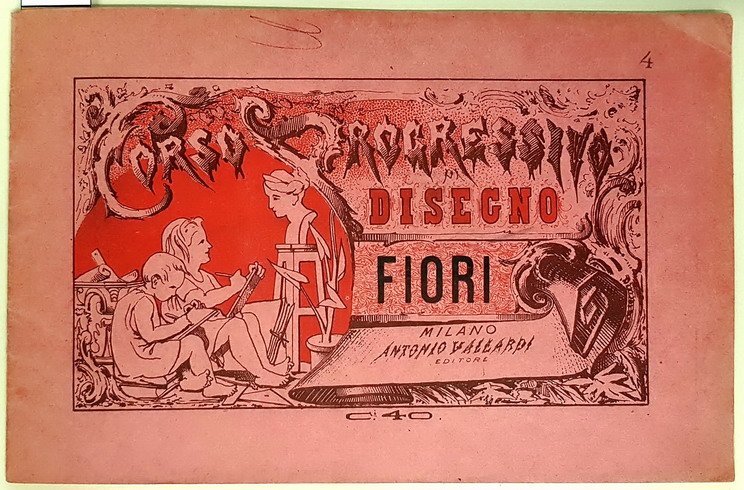 4
CORSO PROGRESSIVO
DI
DISEGNO
FIORI
MILANO
ANTONIO VALLARDI
EDITORE
C. 40.